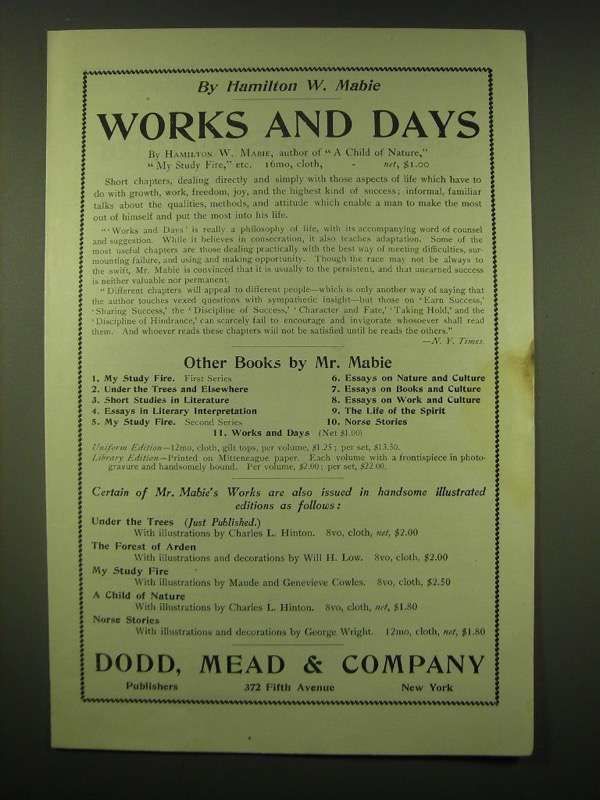 By Hamilton W. Mabie
WORKS AND DAYS
By Hamilton W. Mabie, author of "A Child of Nature,"
"My Study Fire," etc. 16mo, cloth, - net, $1.00
Short chapters, dealing directly and simply with those aspects of life which have to
do with growth, work, freedom, joy, and the highest kind of success; informal, familiar
talks about the qualities, methods, and attitude which enable a man to make the most
out of himself and put the most into his life.
"'Works and Days' is really a philosophy of life, with its accompanying word of counsel
and suggestion. While it believes in consecration, it also teaches adaptation. Some of the
most useful chapters are those dealing practically with the best way of meeting difficulties, sur-
mounting failure, and using and making opportunity. Though the race may not be always to
the swift, Mr. Mabie is convinced that it is usually to the persistent, and that unearned success
is neither valuable nor permanent.
"Different chapters will appeal to different people—which is only another way of saying that
the author touches vexed questions with sympathetic insight—but those on 'Earn Success,'
'Sharing Success,' the 'Discipline of Success,' 'Character and Fate,' 'Taking Hold,' and the
'Discipline of Hindrance,' can scarcely fail to encourage and invigorate whosoever shall read
them. And whoever reads these chapters will not be satisfied until he reads the others."
—N. Y. Times.
Other Books by Mr. Mabie
1. My Study Fire. First Series
2. Under the Trees and Elsewhere
3. Short Studies in Literature
4. Essays in Literary Interpretation
5. My Study Fire. Second Series
6. Essays on Nature and Culture
7. Essays on Books and Culture
8. Essays on Work and Culture
9. The Life of the Spirit
10. Norse Stories
11. Works and Days (Net $1.00)
Uniform Edition—12mo, cloth, gilt tops, per volume, $1.25; per set, $13.50.
Library Edition—Printed on Mitteneague paper. Each volume with a frontispiece in photo-
gravure and handsomely bound. Per volume, $2.00; per set, $22.00.
Certain of Mr. Mabie's Works are also issued in handsome illustrated
editions as follows:
Under the Trees (Just Published.)
With illustrations by Charles L. Hinton. 8vo, cloth, net, $2.00
The Forest of Arden
With illustrations and decorations by Will H. Low. 8vo, cloth, $2.00
My Study Fire
With illustrations by Maude and Genevieve Cowles. 8vo, cloth, $2.50
A Child of Nature
With illustrations by Charles L. Hinton. 8vo, cloth, net, $1.80
Norse Stories
With illustrations and decorations by George Wright. 12mo, cloth, net, $1.80
DODD, MEAD & COMPANY
Publishers 372 Fifth Avenue New York